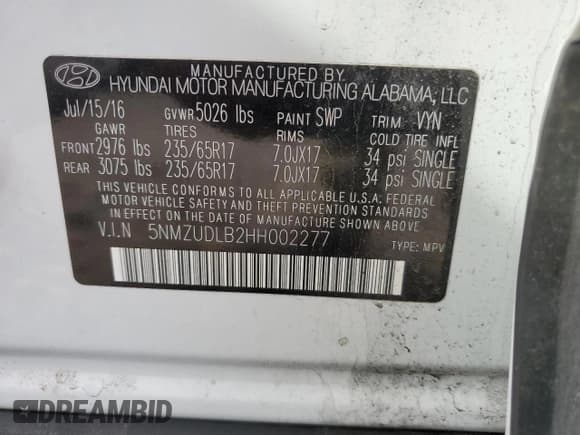 MANUFACTURED BY
HYUNDAI MOTOR MANUFACTURING ALABAMA, LLC
Jul/15/16 GVWR 5026 lbs PAINT SWP TRIM VYN
GAWR TIRES RIMS COLD TIRE INFL
FRONT 2976 lbs 235/65R17 7.0JX17 34 psi SINGLE
REAR 3075 lbs 235/65R17 7.0JX17 34 psi SINGLE
THIS VEHICLE CONFORMS TO ALL APPLICABLE U.S.A. FEDERAL
MOTOR VEHICLE SAFETY AND THEFT PREVENTION STANDARDS
IN EFFECT ON THE DATE OF MANUFACTURE SHOWN ABOVE
V.I.N 5NMZUDLB2HH002277 TYPE: MPV
DREAMBID